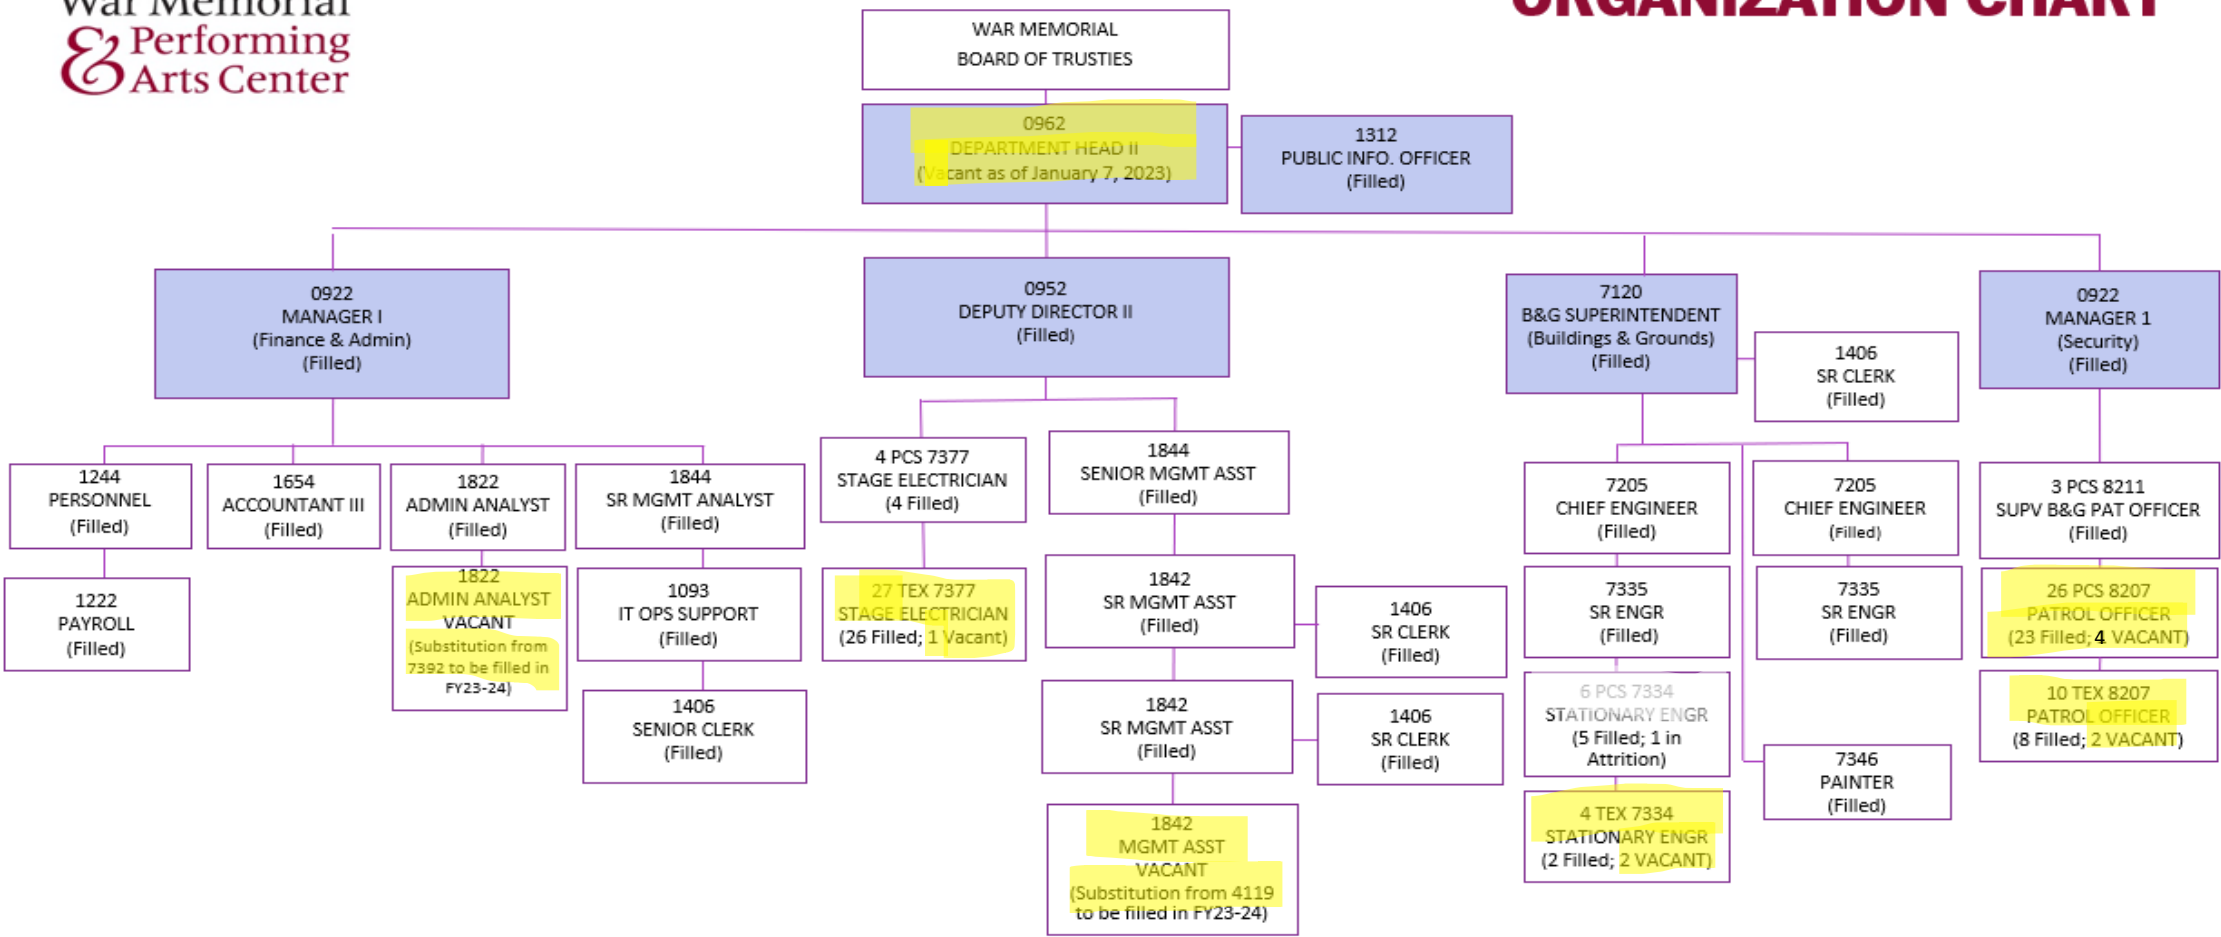 War Memorial
& Performing
Arts Center
ORGANIZATION CHART
WAR MEMORIAL
BOARD OF TRUSTIES
0962
DEPARTMENT HEAD II
(Vacant as of January 7, 2023)
1312
PUBLIC INFO. OFFICER
(Filled)
0922
MANAGER I
(Finance & Admin)
(Filled)
0952
DEPUTY DIRECTOR II
(Filled)
7120
B&G SUPERINTENDENT
(Buildings & Grounds)
(Filled)
1406
SR CLERK
(Filled)
0922
MANAGER 1
(Security)
(Filled)
1244
PERSONNEL
(Filled)
1654
ACCOUNTANT III
(Filled)
1822
ADMIN ANALYST
(Filled)
1844
SR MGMT ANALYST
(Filled)
4 PCS 7377
STAGE ELECTRICIAN
(4 Filled)
1844
SENIOR MGMT ASST
(Filled)
7205
CHIEF ENGINEER
(Filled)
7205
CHIEF ENGINEER
(Filled)
3 PCS 8211
SUPV B&G PAT OFFICER
(Filled)
1222
PAYROLL
(Filled)
1822
ADMIN ANALYST
VACANT
(Substitution from
7392 to be filled in
FY23-24)
1093
IT OPS SUPPORT
(Filled)
27 TEX 7377
STAGE ELECTRICIAN
(26 Filled; 1 Vacant)
1842
SR MGMT ASST
(Filled)
1406
SR CLERK
(Filled)
7335
SR ENGR
(Filled)
7335
SR ENGR
(Filled)
26 PCS 8207
PATROL OFFICER
(23 Filled; 4 VACANT)
1406
SENIOR CLERK
(Filled)
1842
SR MGMT ASST
(Filled)
1406
SR CLERK
(Filled)
6 PCS 7334
STATIONARY ENGR
(5 Filled; 1 in
Attrition)
10 TEX 8207
PATROL OFFICER
(8 Filled; 2 VACANT)
7346
PAINTER
(Filled)
1842
MGMT ASST
VACANT
(Substitution from 4119
to be filled in FY23-24)
4 TEX 7334
STATIONARY ENGR
(2 Filled; 2 VACANT)